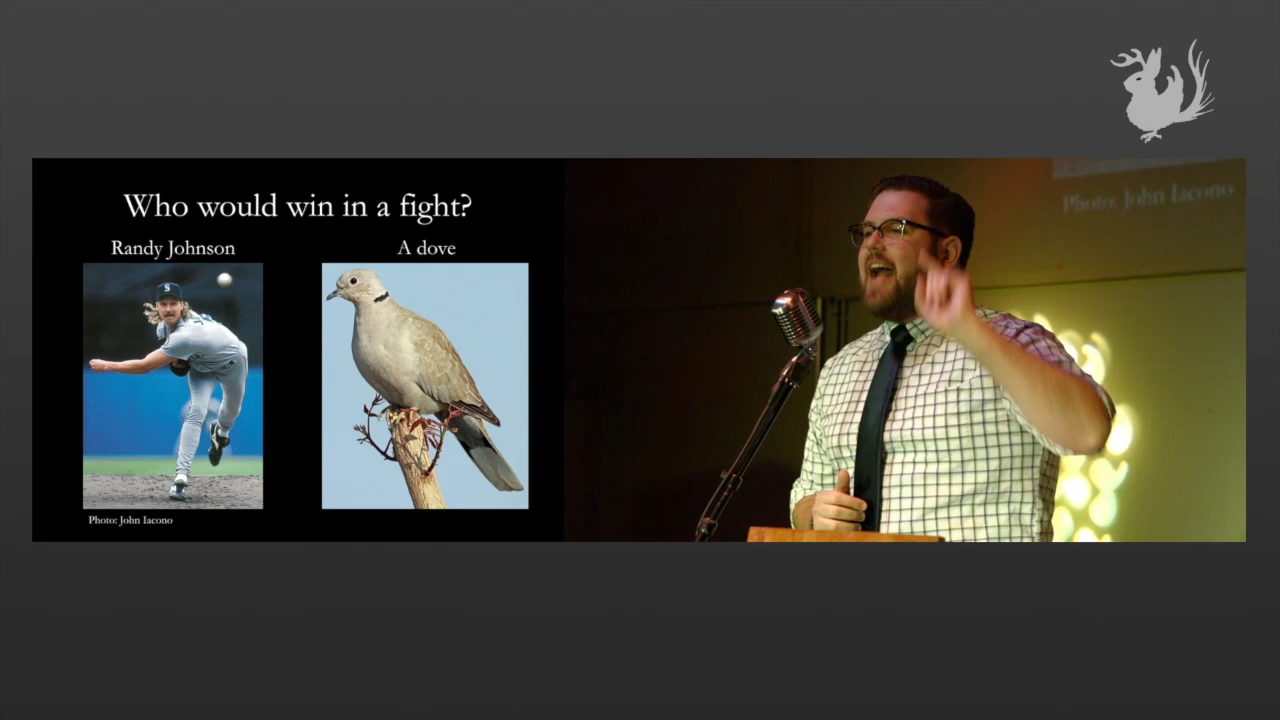 Who would win in a fight?
Randy Johnson
A dove
Photo: John Iacono
Photo: John Iacono
S